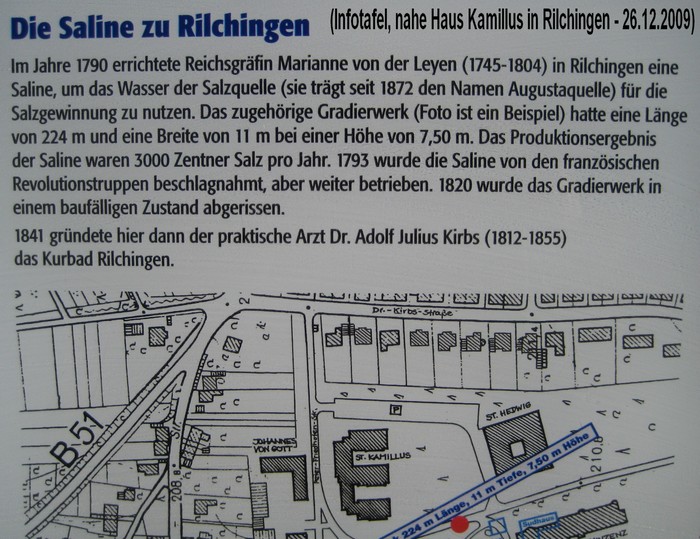 Die Saline zu Rilchingen
(Infotafel, nahe Haus Kamillus in Rilchingen - 26.12.2009)
Im Jahre 1790 errichtete Reichsgräfin Marianne von der Leyen (1745-1804) in Rilchingen eine
Saline, um das Wasser der Salzquelle (sie trägt seit 1872 den Namen Augustaquelle) für die
Salzgewinnung zu nutzen. Das zugehörige Gradierwerk (Foto ist ein Beispiel) hatte eine Länge
von 224 m und eine Breite von 11 m bei einer Höhe von 7,50 m. Das Produktionsergebnis
der Saline waren 3000 Zentner Salz pro Jahr. 1793 wurde die Saline von den französischen
Revolutionstruppen beschlagnahmt, aber weiter betrieben. 1820 wurde das Gradierwerk in
einem baufälligen Zustand abgerissen.
1841 gründete hier dann der praktische Arzt Dr. Adolf Julius Kirbs (1812-1855)
das Kurbad Rilchingen.
Dr.-Kirbs-Straße
P
ST. HEDWIG
B 51
JOHANNES
VON GOTT
ST. KAMILLUS
224 m Länge, 11 m Tiefe, 7,50 m Höhe
210,0
208,8
Str.
Sudhaus